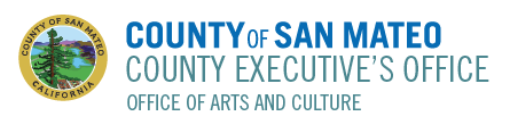 COUNTY OF SAN MATEO
CALIFORNIA
COUNTY OF SAN MATEO
COUNTY EXECUTIVE'S OFFICE
OFFICE OF ARTS AND CULTURE